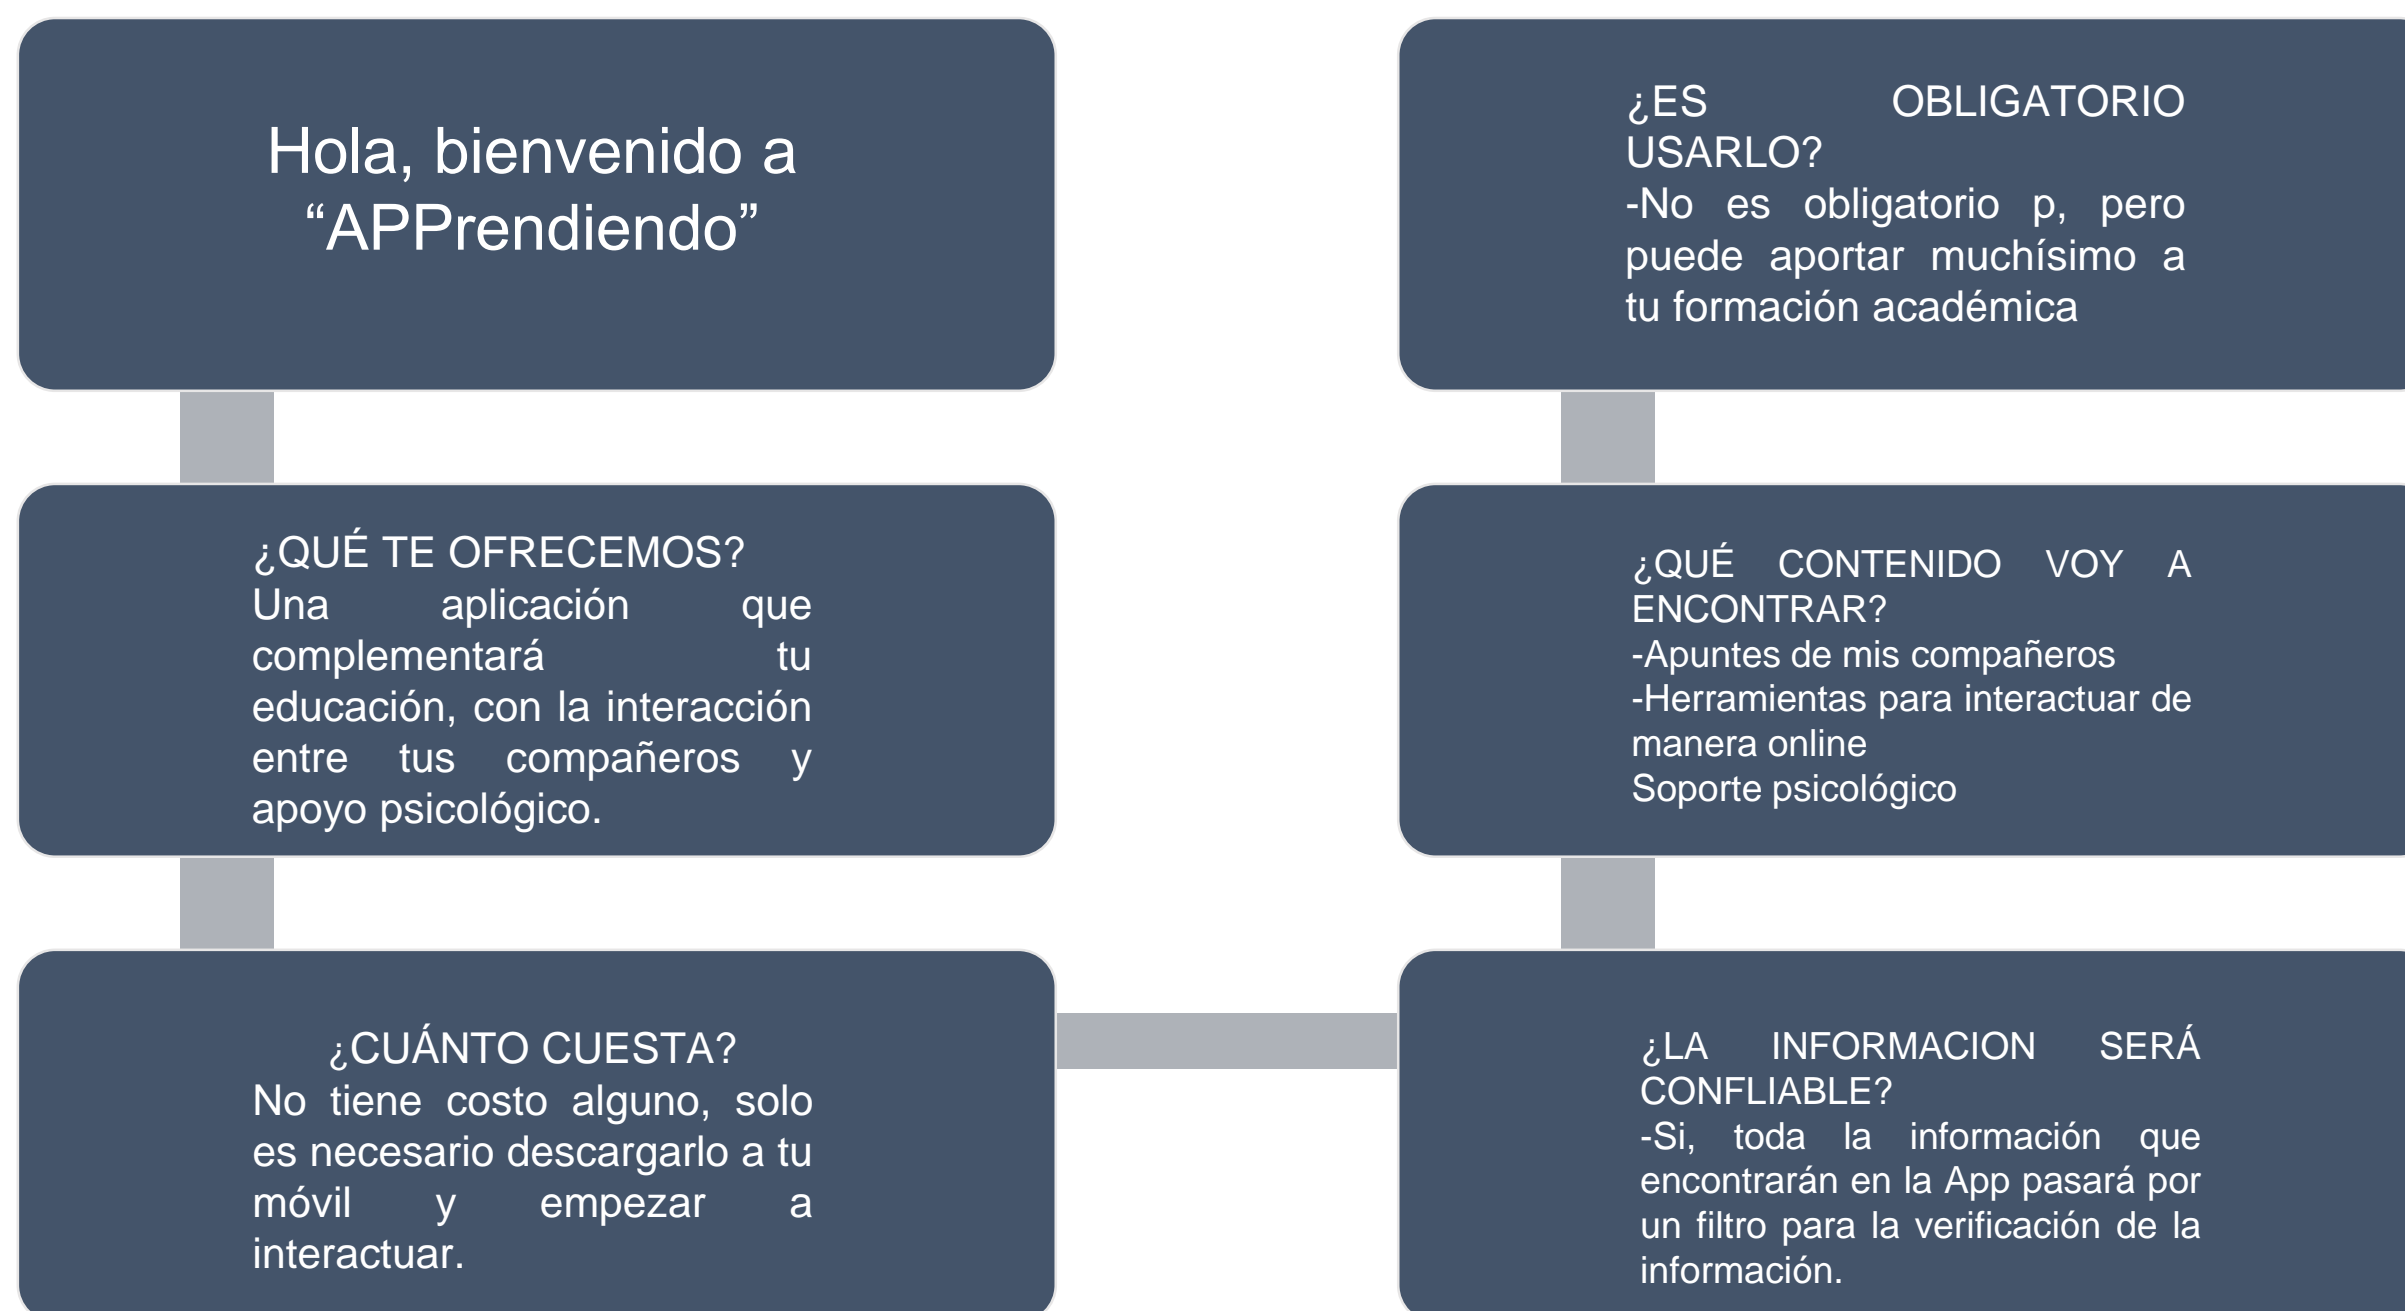 Hola, bienvenido a
“APPrendiendo”
¿QUÉ TE OFRECEMOS?
Una aplicación que
complementará tu
educación, con la interacción
entre tus compañeros y
apoyo psicológico.
¿CUÁNTO CUESTA?
No tiene costo alguno, solo
es necesario descargarlo a tu
móvil y empezar a
interactuar.
¿LA INFORMACION SERÁ
CONFLIABLE?
-Si, toda la información que
encontrarán en la App pasará por
un filtro para la verificación de la
información.
¿QUÉ CONTENIDO VOY A
ENCONTRAR?
-Apuntes de mis compañeros
-Herramientas para interactuar de
manera online
Soporte psicológico
¿ES OBLIGATORIO
USARLO?
-No es obligatorio p, pero
puede aportar muchísimo a
tu formación académica